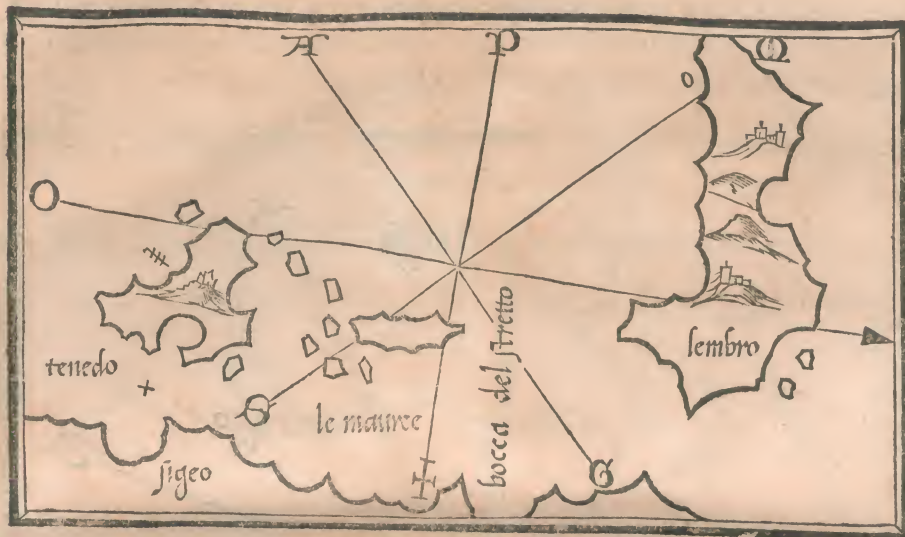 A P M
O
tenedo
lembro
G
le mauree
bocca del stretto
G
sigeo